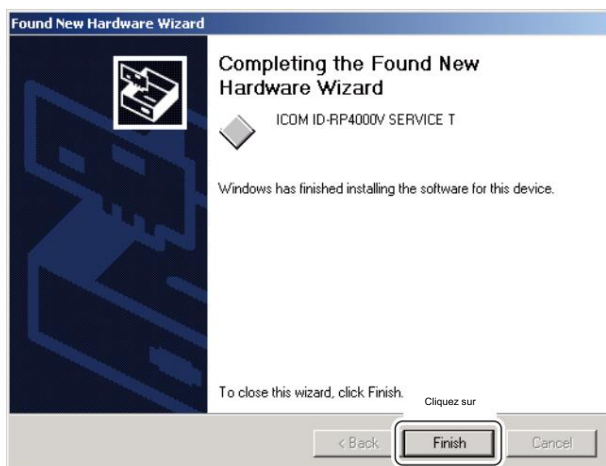 Found New Hardware Wizard
Completing the Found New
Hardware Wizard
ICOM ID-RP4000V SERVICE T
Windows has finished installing the software for this device.
To close this wizard, click Finish.
Cliquez sur
< Back
Finish
Cancel